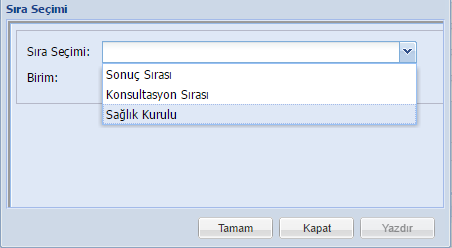 Sıra Seçimi
Sıra Seçimi:
Sonuç Sırası
Birim:
Konsultasyon Sırası
Sağlık Kurulu
Tamam Kapat Yazdır